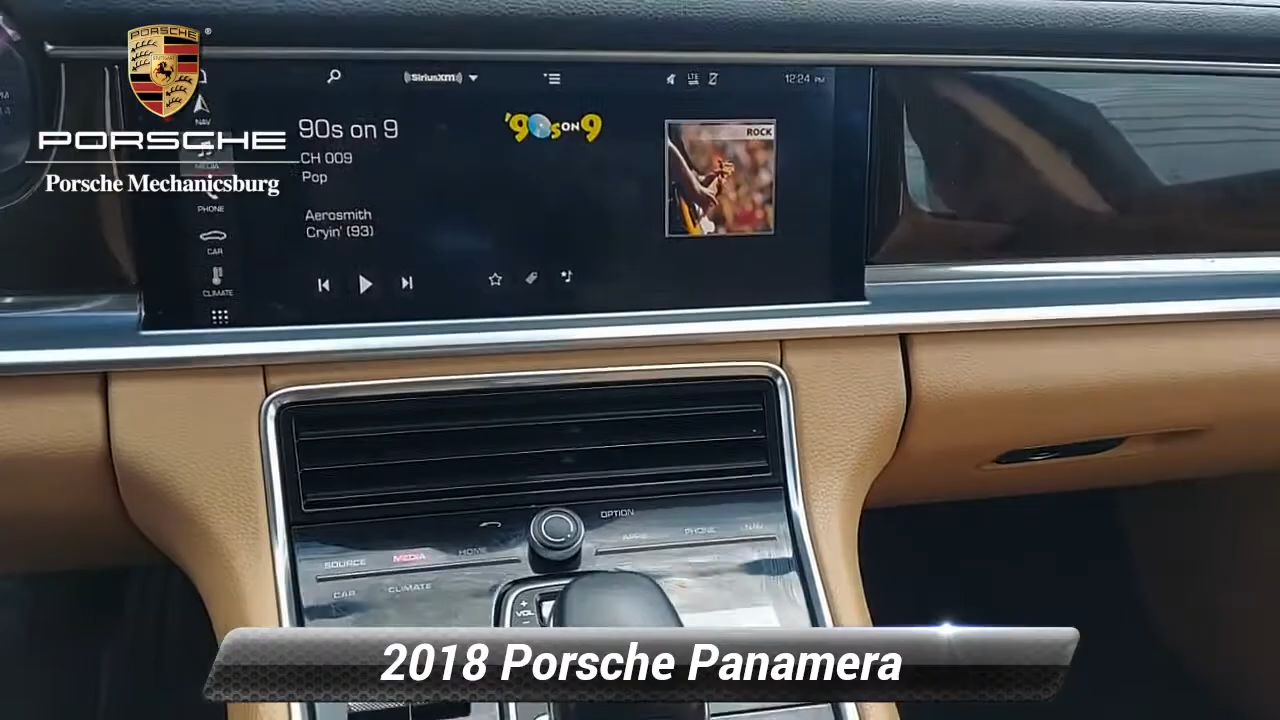 PORSCHE
PORSCHE
Porsche Mechanicsburg
SiriusXM
LTE
12:24 PM
NAV
MEDIA
PHONE
CAR
CLIMATE
90s on 9
CH 009
Pop
Aerosmith
Cryin' (93)
'90s ON 9
ROCK
OPTION
SOURCE
MEDIA
HOME
APPS
PHONE
NAV
CAR
CLIMATE
+
VOL
-
2018 Porsche Panamera